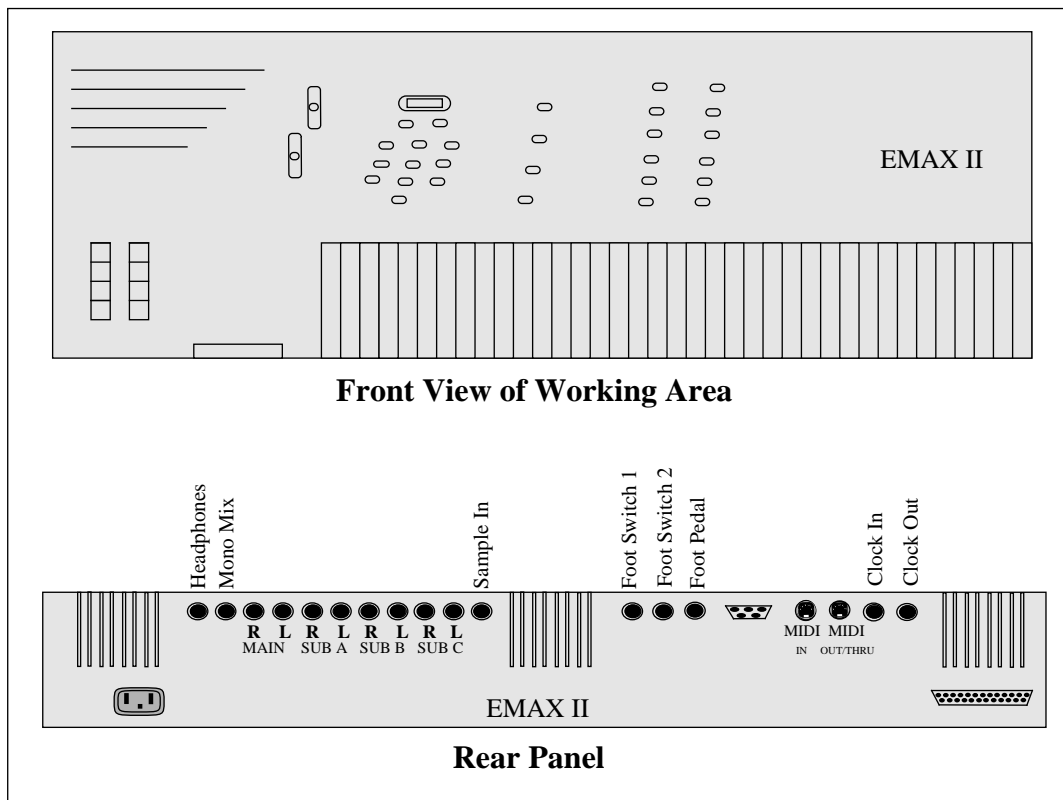 EMAX II
Front View of Working Area
Headphones
Mono Mix
Sample In
Foot Switch 1
Foot Switch 2
Foot Pedal
Clock In
Clock Out
R L R L R L R L
MAIN SUB A SUB B SUB C
MIDI MIDI
IN OUT/THRU
EMAX II
Rear Panel